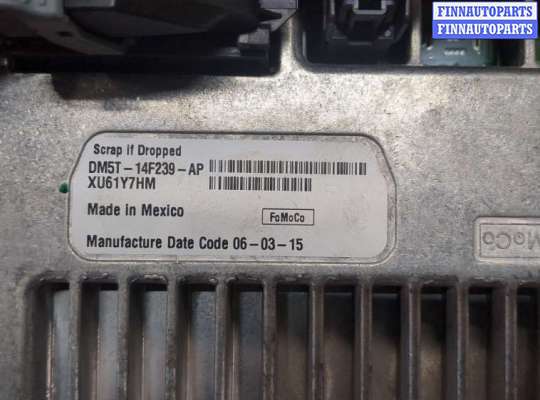 FINNAUTOPARTS
FINNAUTOPARTS
Scrap if Dropped
DM5T-14F239-AP
XU61Y7HM
Made in Mexico
FoMoCo
Manufacture Date Code 06-03-15
MoCo